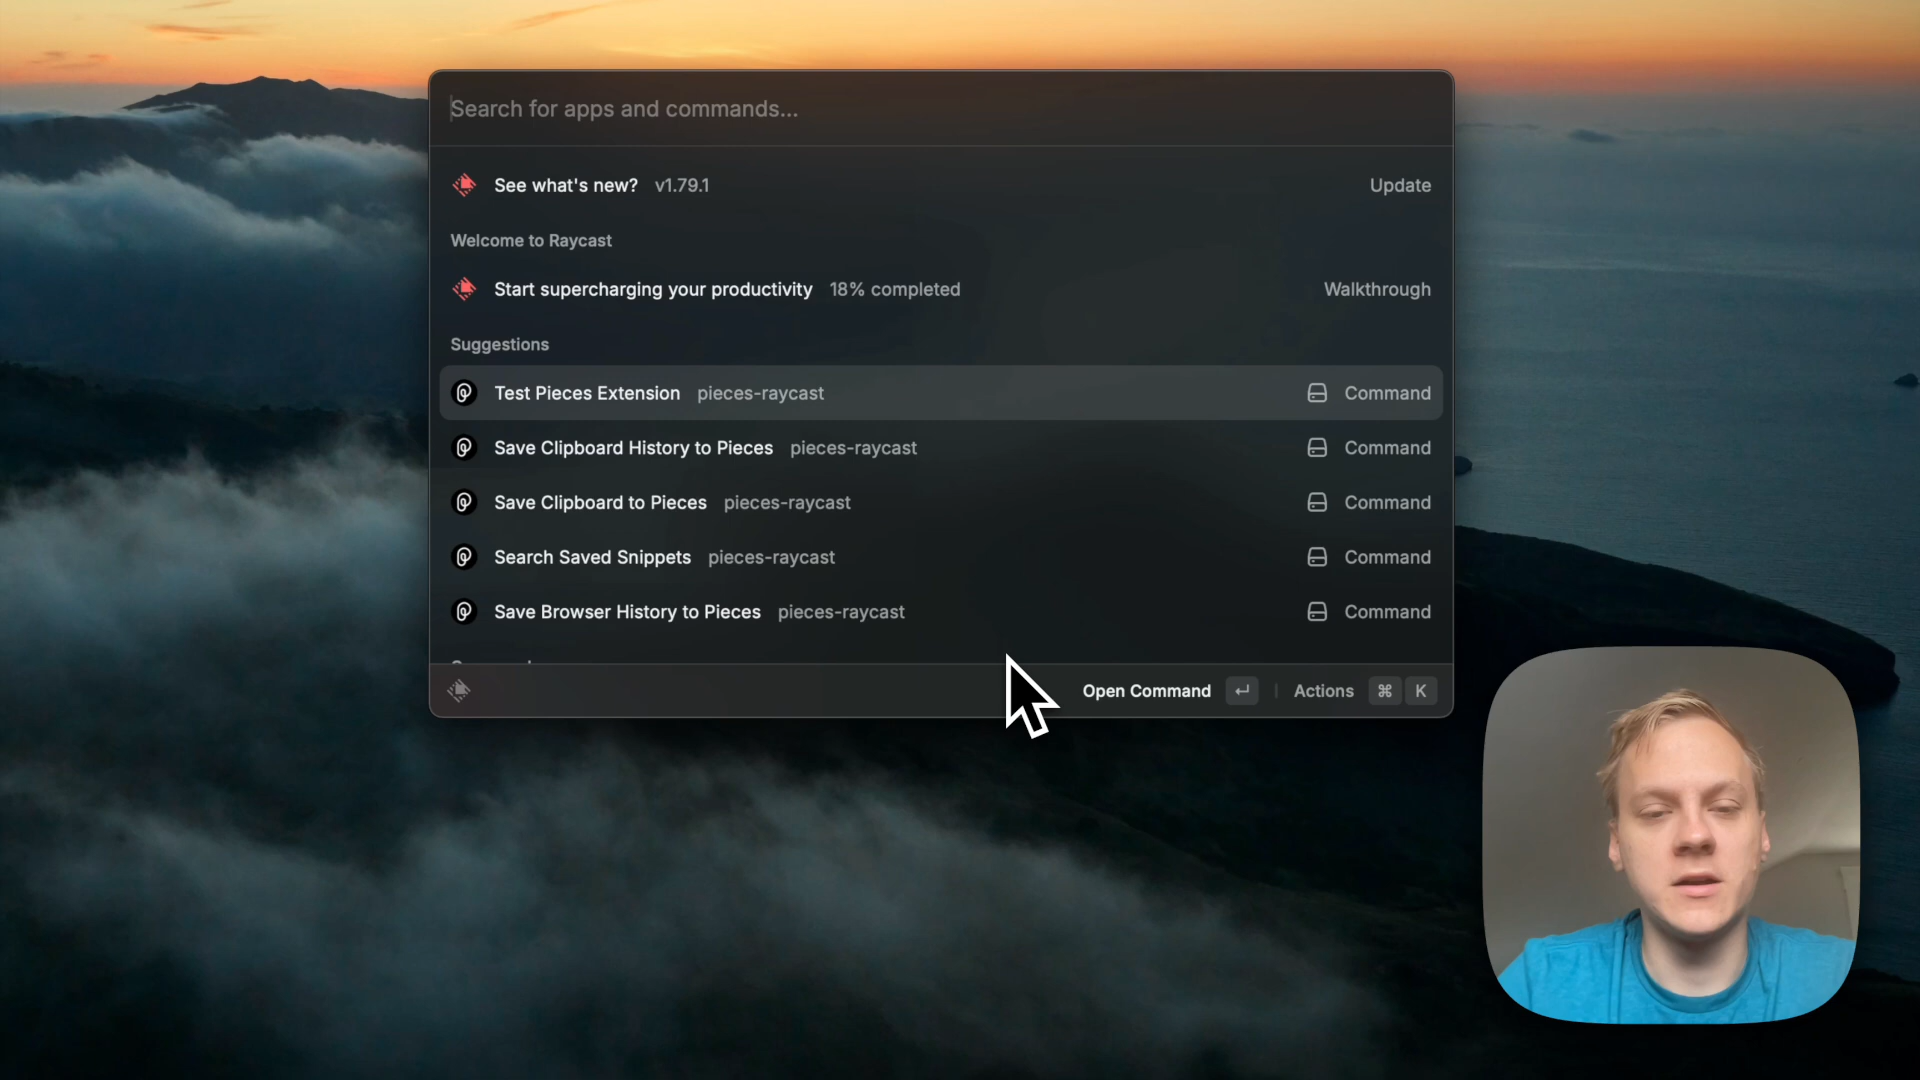 Search for apps and commands...
See what's new? v1.79.1 Update
Welcome to Raycast
Start supercharging your productivity 18% completed Walkthrough
Suggestions
Test Pieces Extension pieces-raycast Command
Save Clipboard History to Pieces pieces-raycast Command
Save Clipboard to Pieces pieces-raycast Command
Search Saved Snippets pieces-raycast Command
Save Browser History to Pieces pieces-raycast Command
Open Command ↵ | Actions ⌘ K